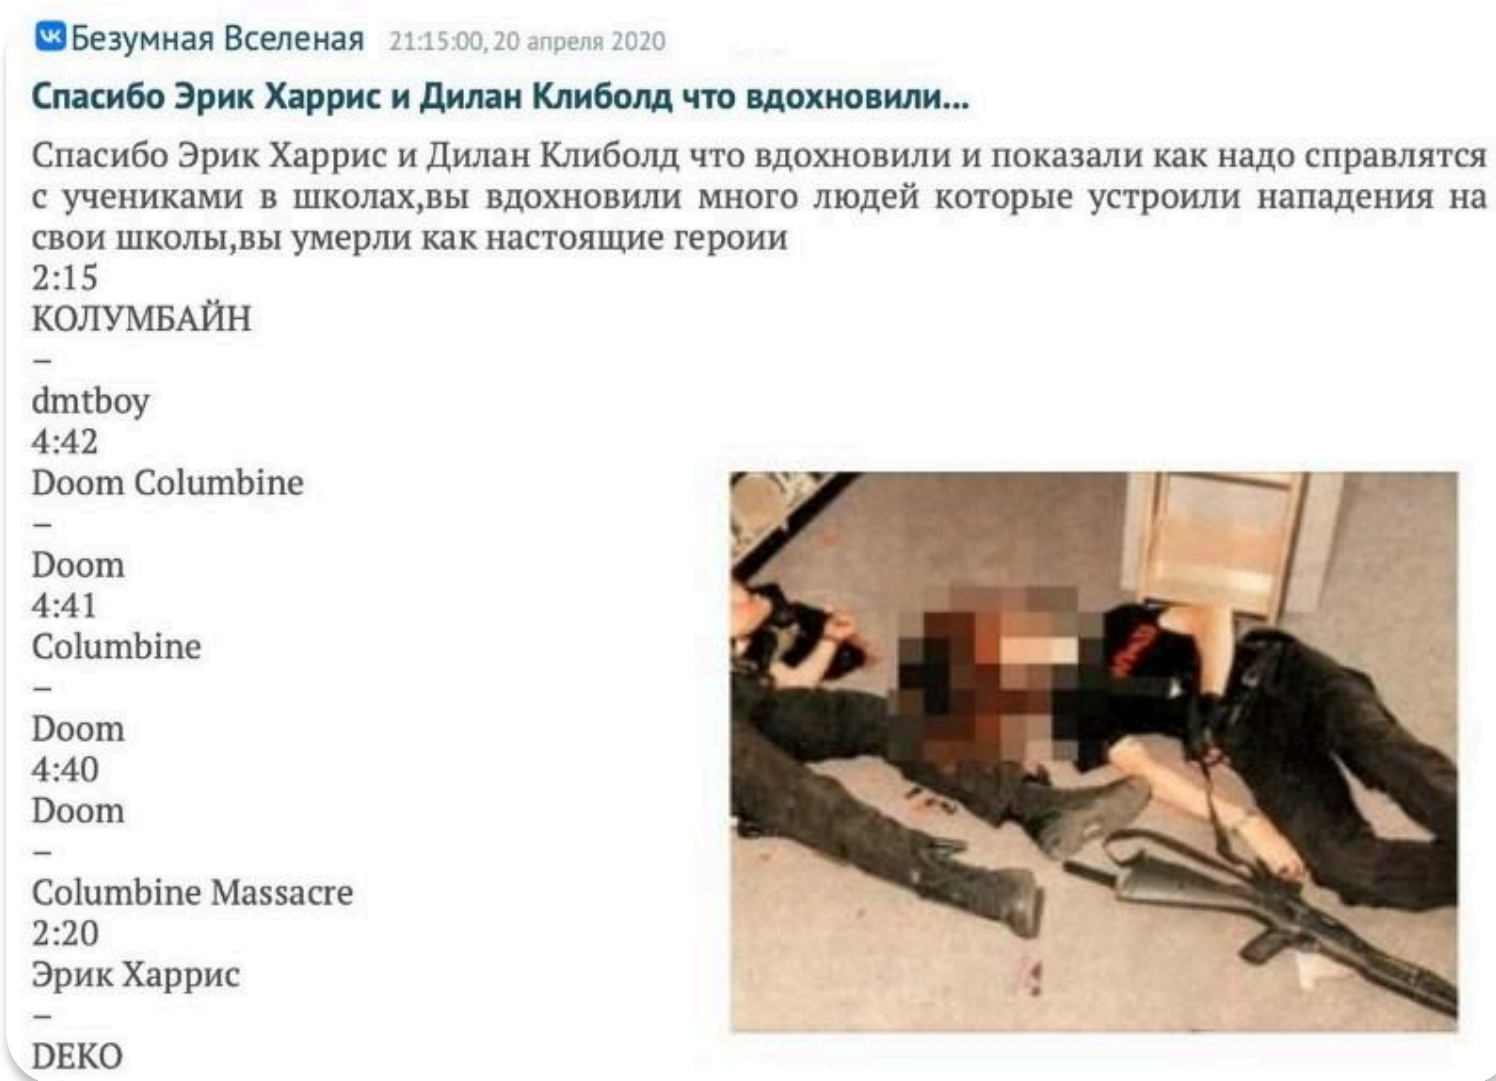 Безумная Вселеная 21:15:00, 20 апреля 2020
Спасибо Эрик Харрис и Дилан Клиболд что вдохновили...
Спасибо Эрик Харрис и Дилан Клиболд что вдохновили и показали как надо справлятся
с учениками в школах,вы вдохновили много людей которые устроили нападения на
свои школы,вы умерли как настоящие героии
2:15
КОЛУМБАЙН
–
dmtboy
4:42
Doom Columbine
–
Doom
4:41
Columbine
–
Doom
4:40
Doom
–
Columbine Massacre
2:20
Эрик Харрис
–
DEKO